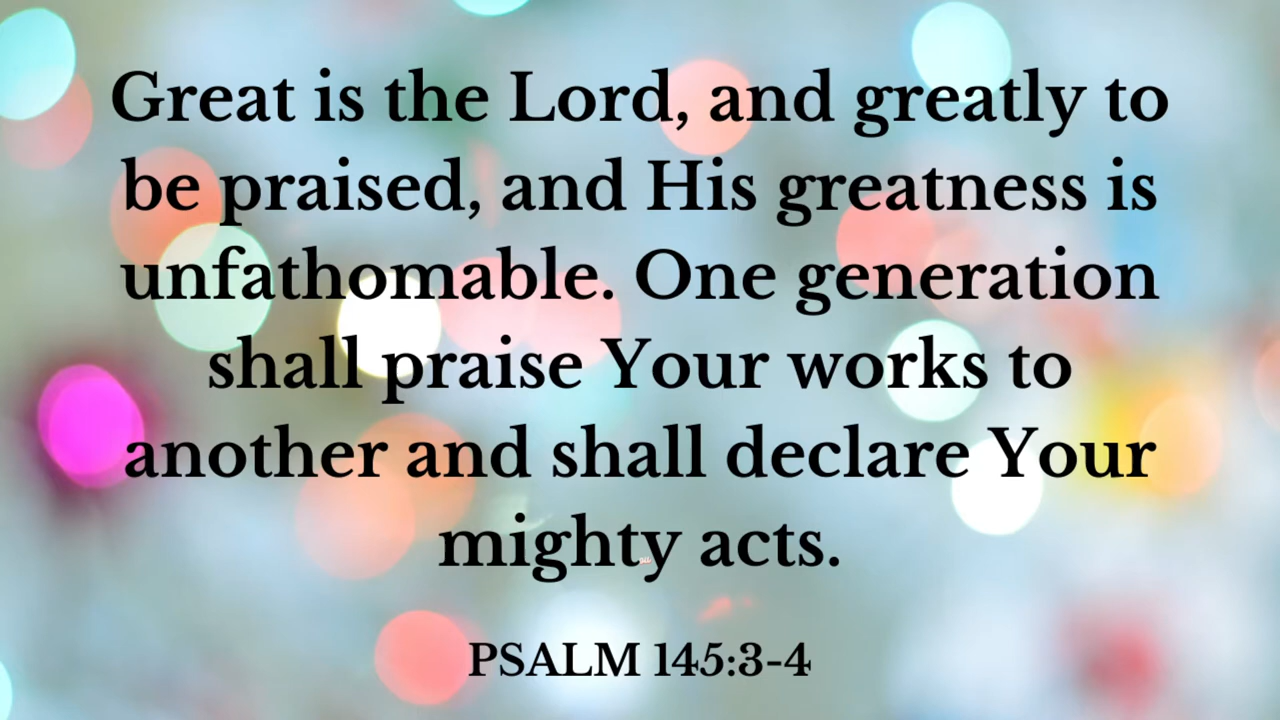 Great is the Lord, and greatly to
be praised, and His greatness is
unfathomable. One generation
shall praise Your works to
another and shall declare Your
mighty acts.
PSALM 145:3-4